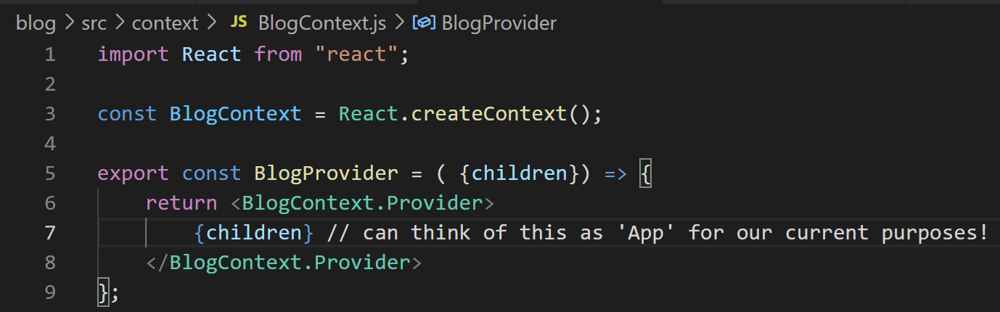 blog > src > context > JS BlogContext.js > BlogProvider
1 import React from "react";
2
3 const BlogContext = React.createContext();
4
5 export const BlogProvider = ( {children}) => {
6 return <BlogContext.Provider>
7 {children} // can think of this as 'App' for our current purposes!
8 </BlogContext.Provider>
9 };